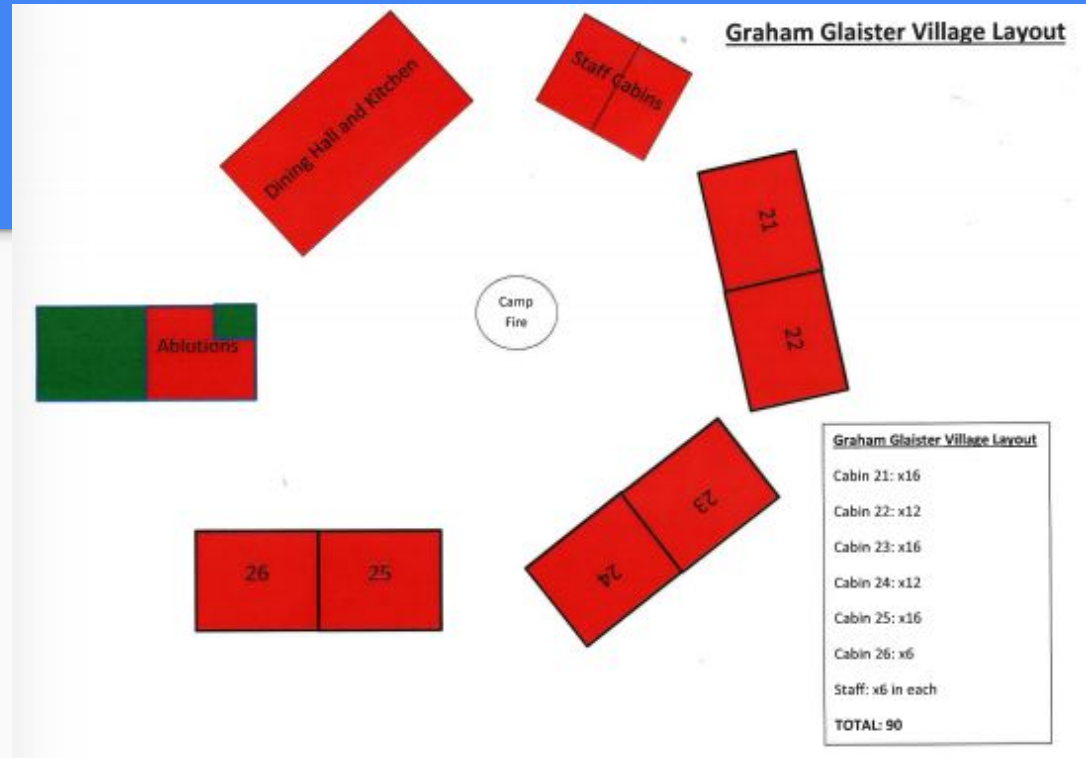 Graham Glaister Village Layout
Dining Hall and Kitchen
Staff Cabins
21
22
Camp
Fire
Ablutions
23
24
26
25
Graham Glaister Village Layout
Cabin 21: x16
Cabin 22: x12
Cabin 23: x16
Cabin 24: x12
Cabin 25: x16
Cabin 26: x6
Staff: x6 in each
TOTAL: 90